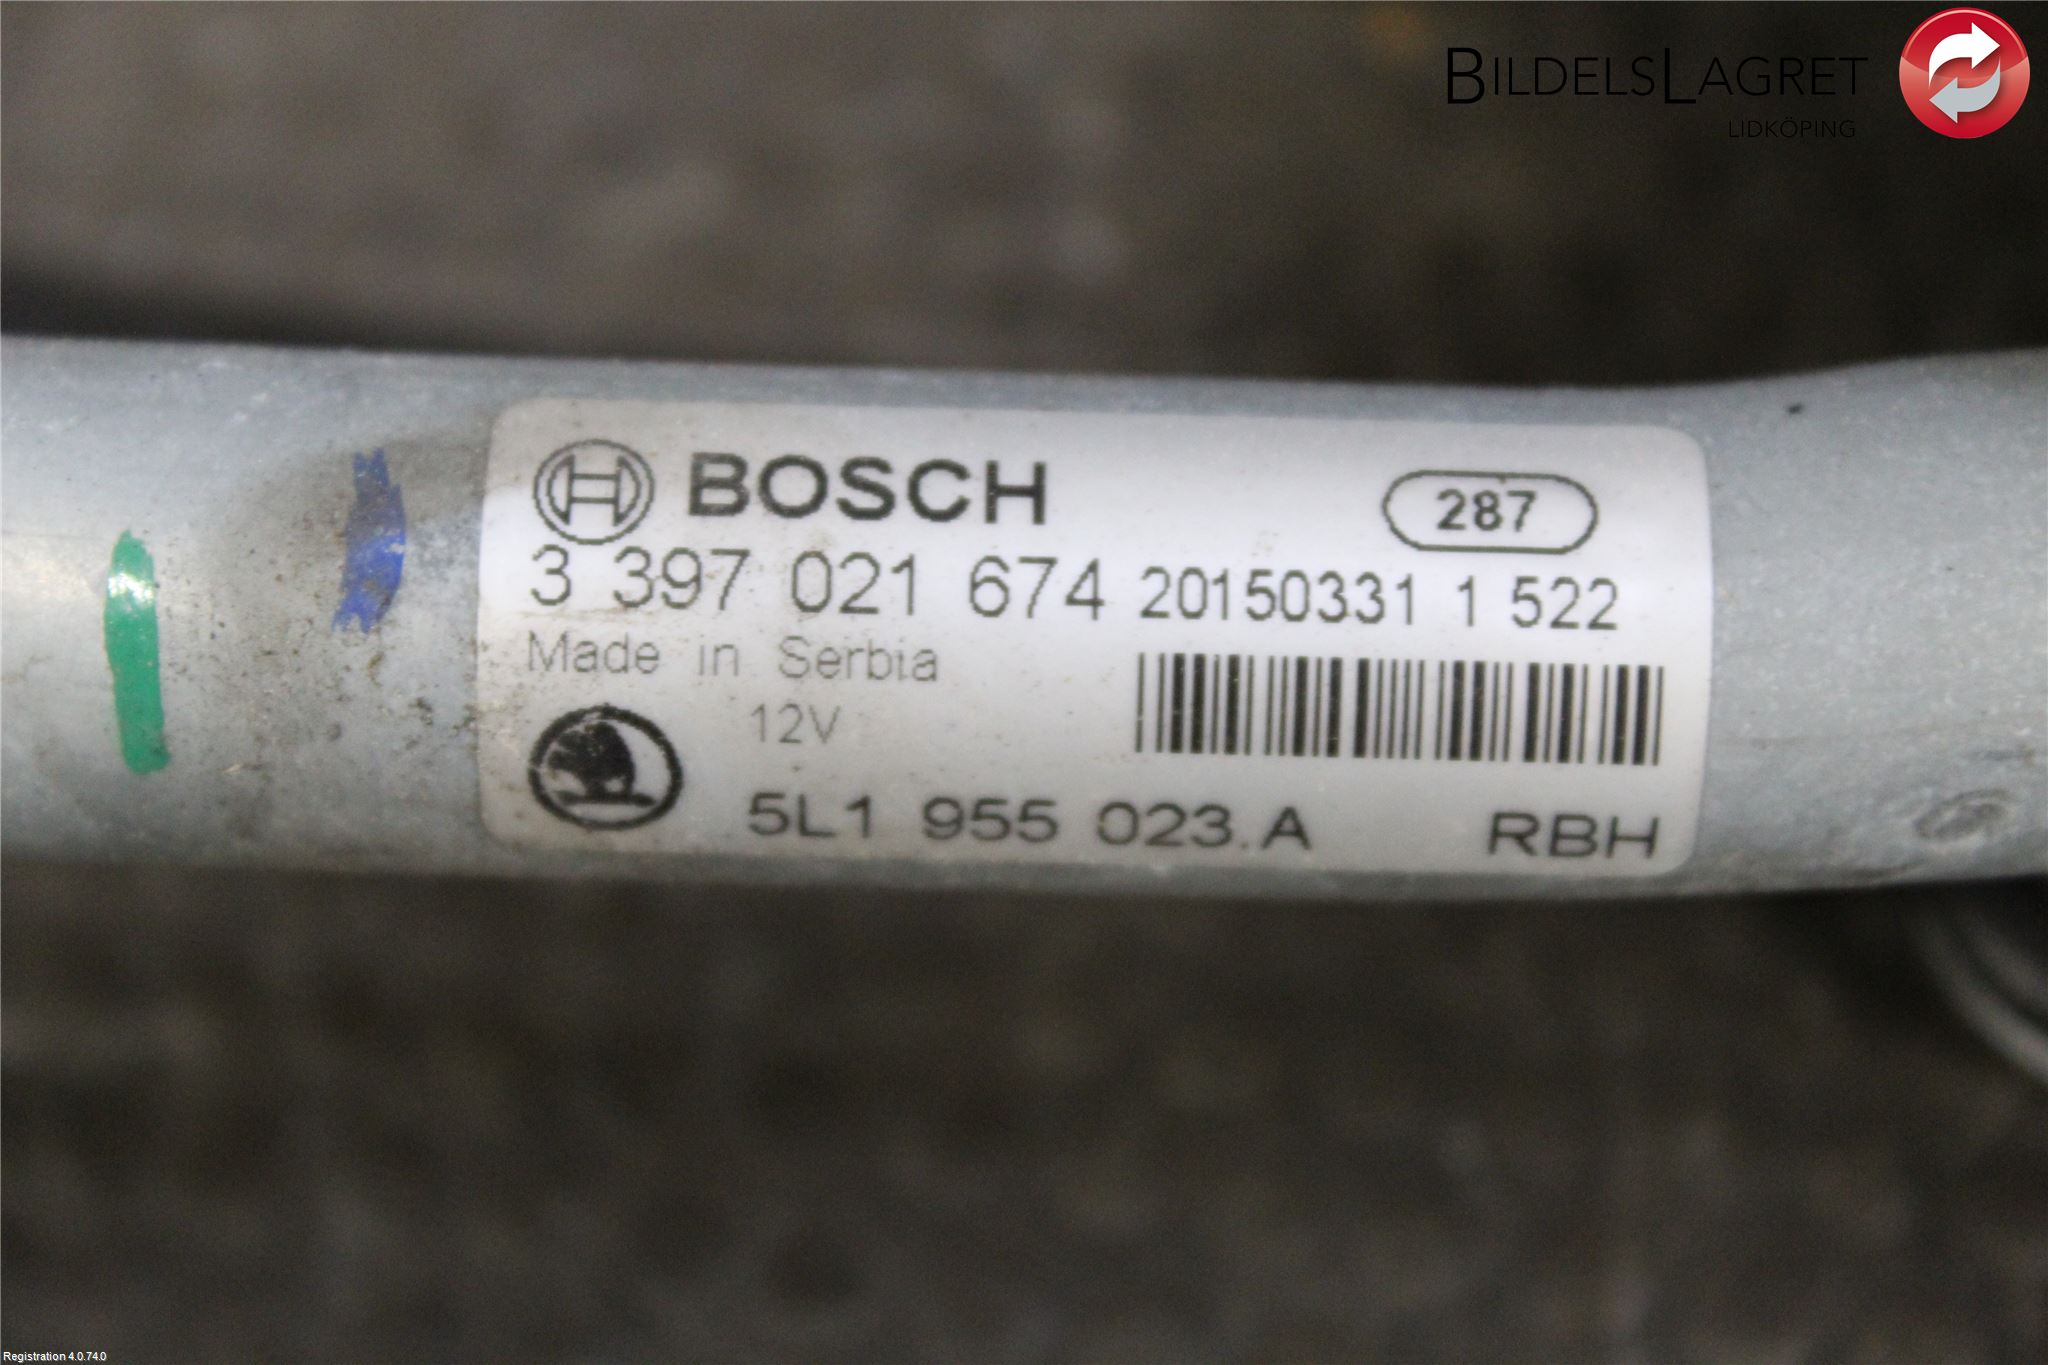 BILDELSLAGRET
LIDKÖPING
BOSCH
287
3 397 021 674 20150331 1 522
Made in Serbia
12V
5L1 955 023.A RBH
Registration 4.0.74.0